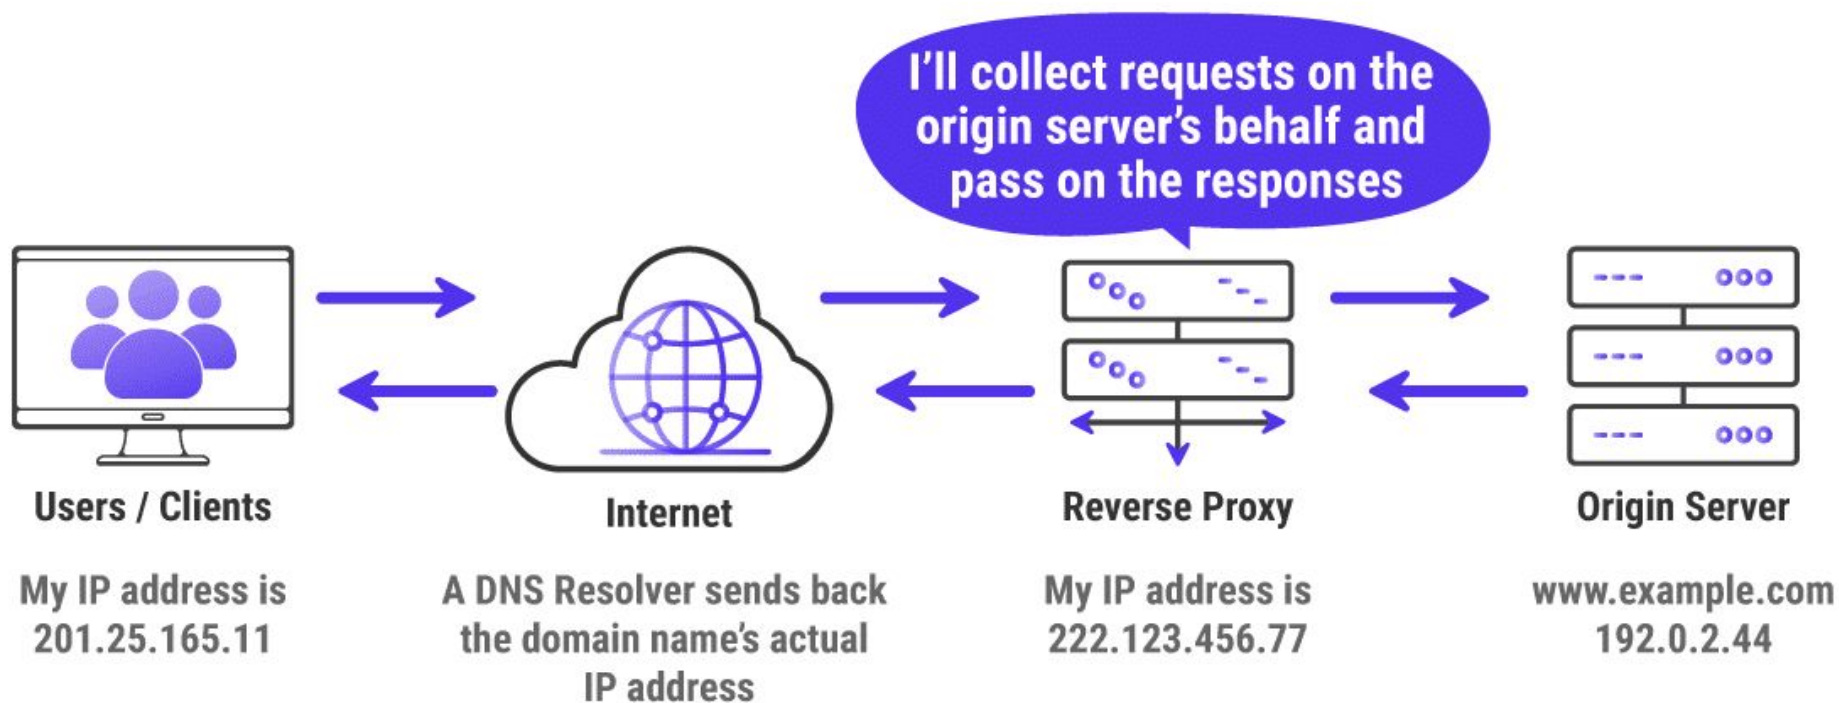 I'll collect requests on the
origin server's behalf and
pass on the responses
Users / Clients
My IP address is
201.25.165.11
Internet
A DNS Resolver sends back
the domain name's actual
IP address
Reverse Proxy
My IP address is
222.123.456.77
Origin Server
www.example.com
192.0.2.44